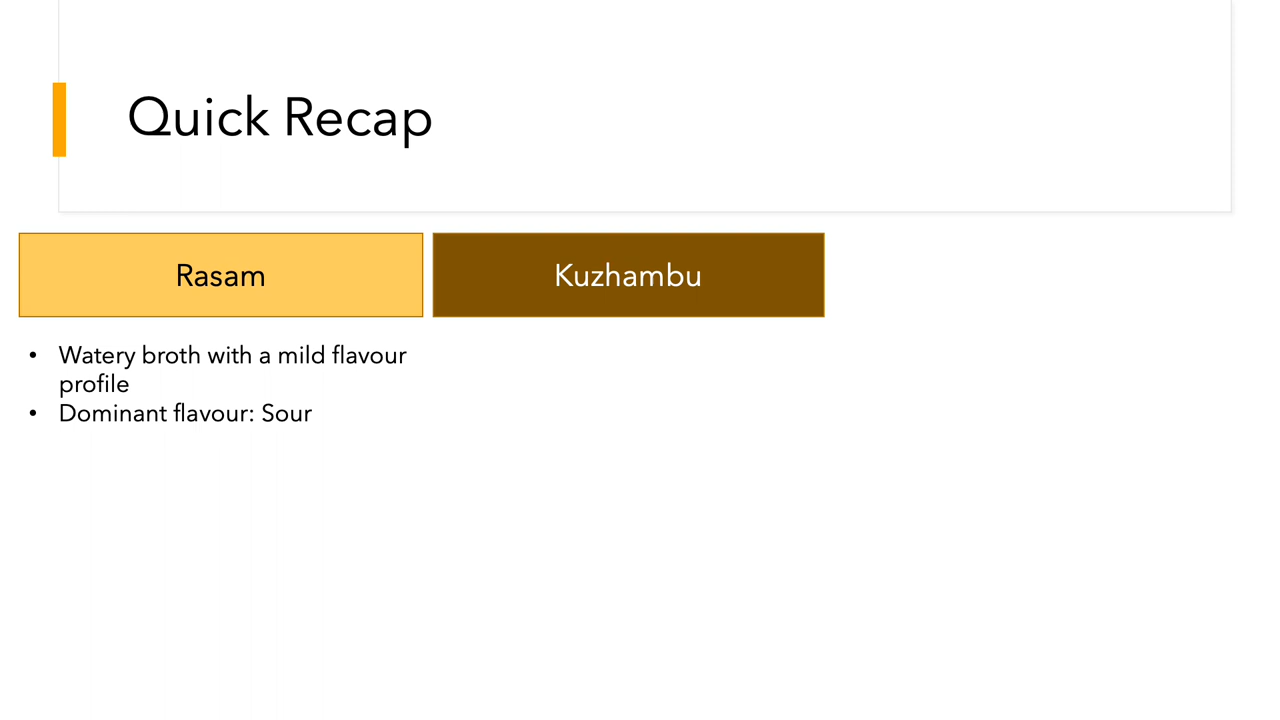 Quick Recap
Rasam
Kuzhambu
• Watery broth with a mild flavour
profile
• Dominant flavour: Sour